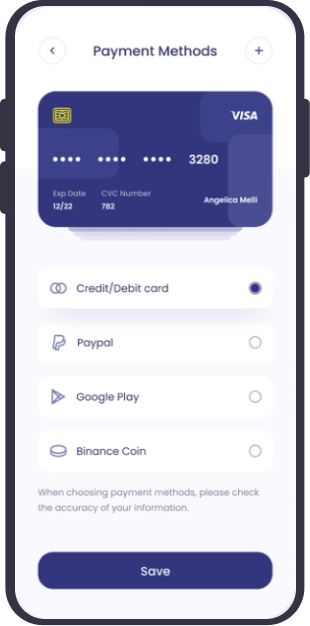 Payment Methods
VISA
•••• •••• •••• 3280
Exp Date CVC Number
12/22 782
Angelica Melli
Credit/Debit card
Paypal
Google Play
Binance Coin
When choosing payment methods, please check
the accuracy of your information.
Save